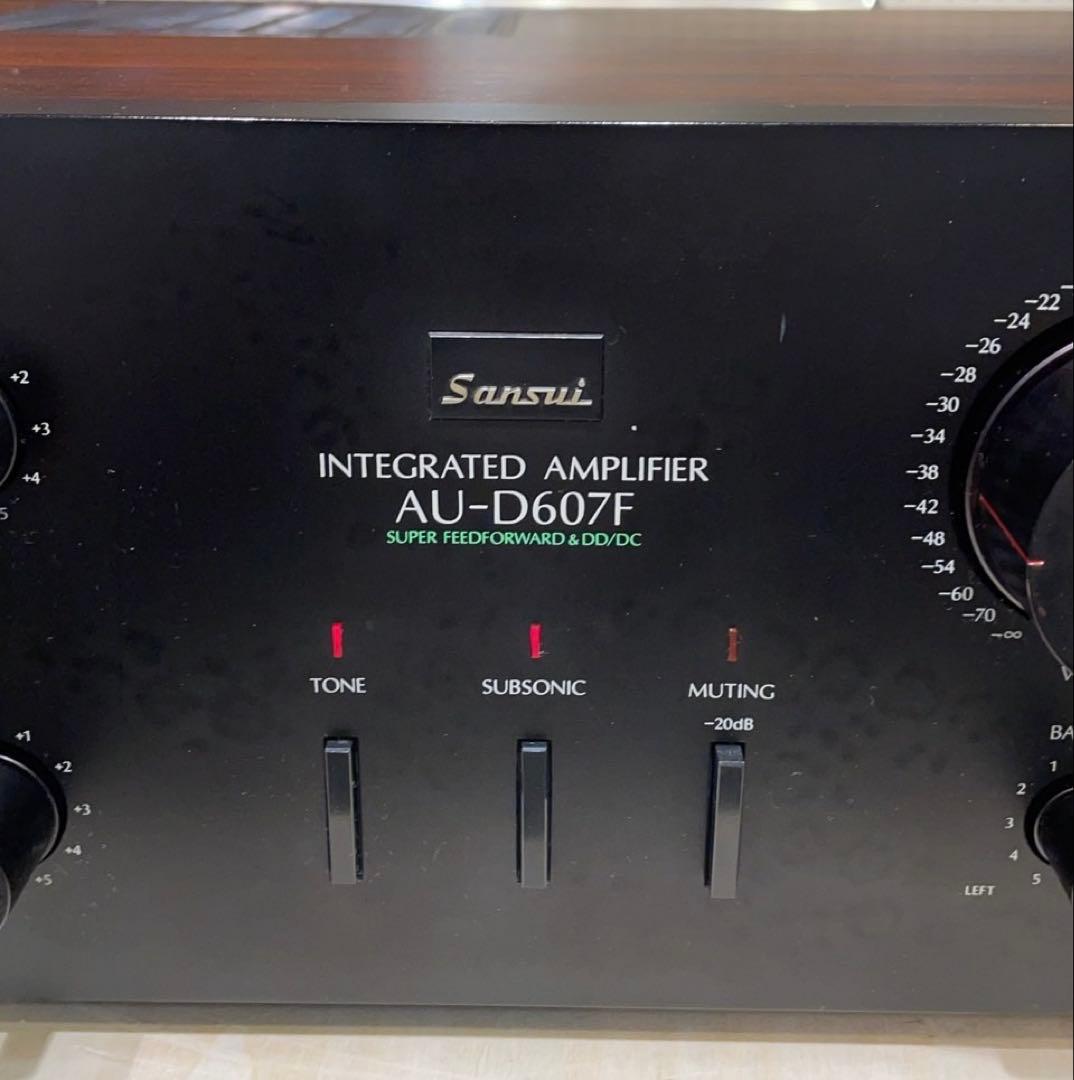 Sansui
INTEGRATED AMPLIFIER
AU-D607F
SUPER FEEDFORWARD & DD/DC
TONE
SUBSONIC
MUTING
-20dB
+2
+3
+4
5
+1
+2
+3
+4
+5
-22
-24
-26
-28
-30
-34
-38
-42
-48
-54
-60
-70
-∞
BA
1
2
3
4
5
LEFT